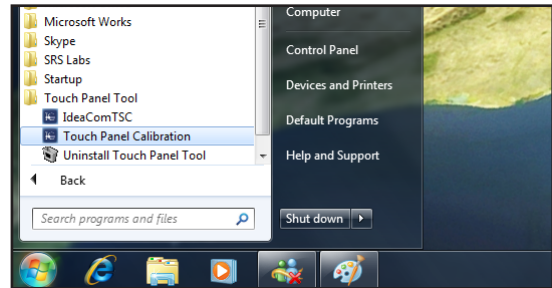 Microsoft Works
Skype
SRS Labs
Startup
Touch Panel Tool
IdeaComTSC
Touch Panel Calibration
Uninstall Touch Panel Tool
Back
Search programs and files
Computer
Control Panel
Devices and Printers
Default Programs
Help and Support
Shut down